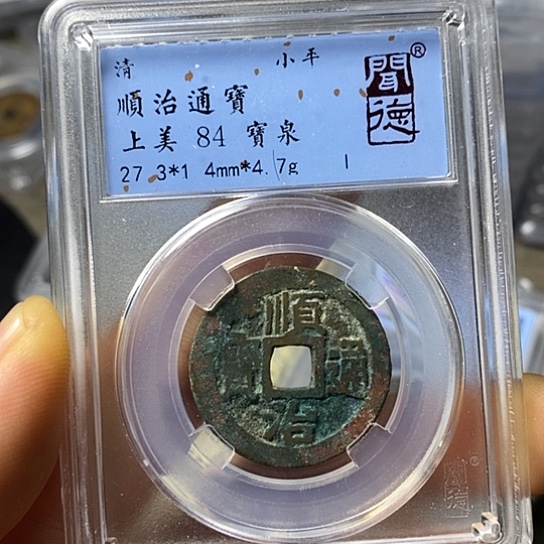 清 小平
順治通寶
上美 84 寶泉
27.3*1.4mm*4.7g 1
聞德®
順治通寶